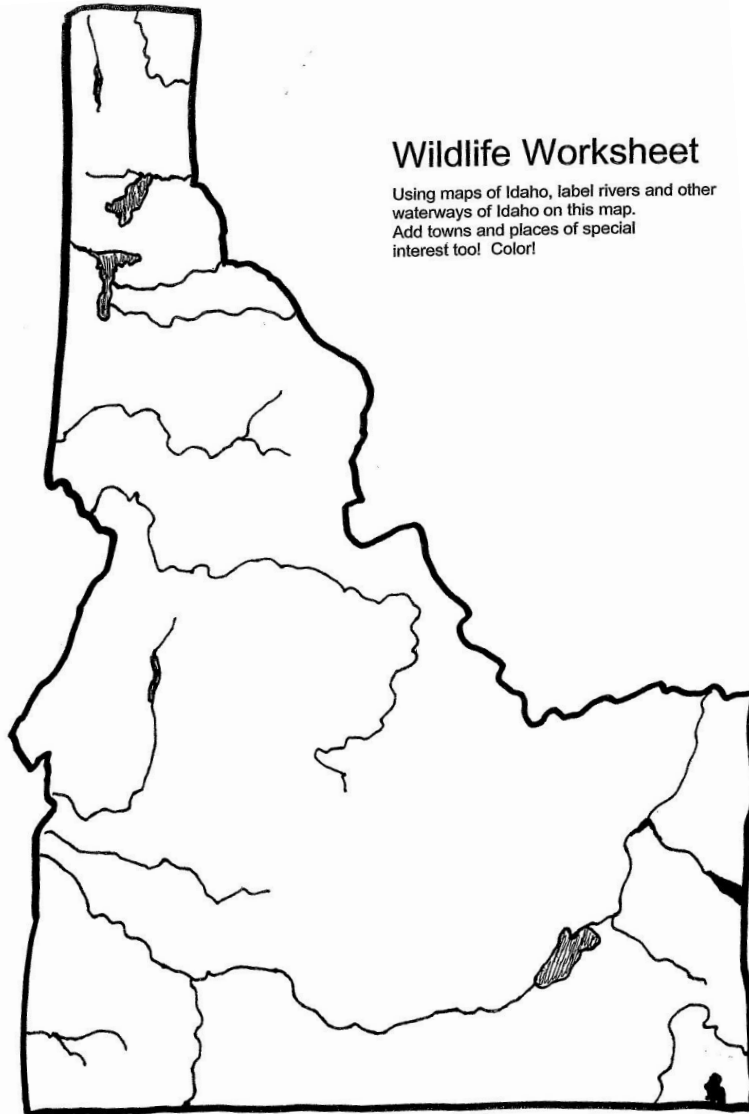 Wildlife Worksheet
Using maps of Idaho, label rivers and other
waterways of Idaho on this map.
Add towns and places of special
interest too!  Color!